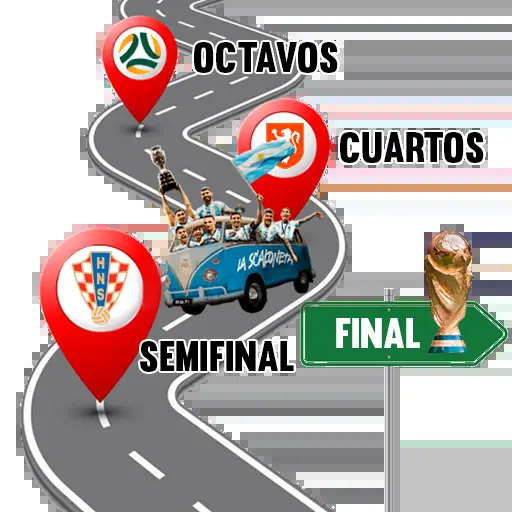 OCTAVOS
CUARTOS
LA SCALONETA
FINAL
HNS
SEMIFINAL